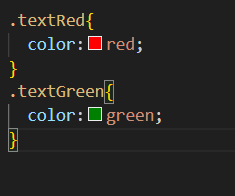 .textRed{
  color:red;
}
.textGreen{
  color:green;
}